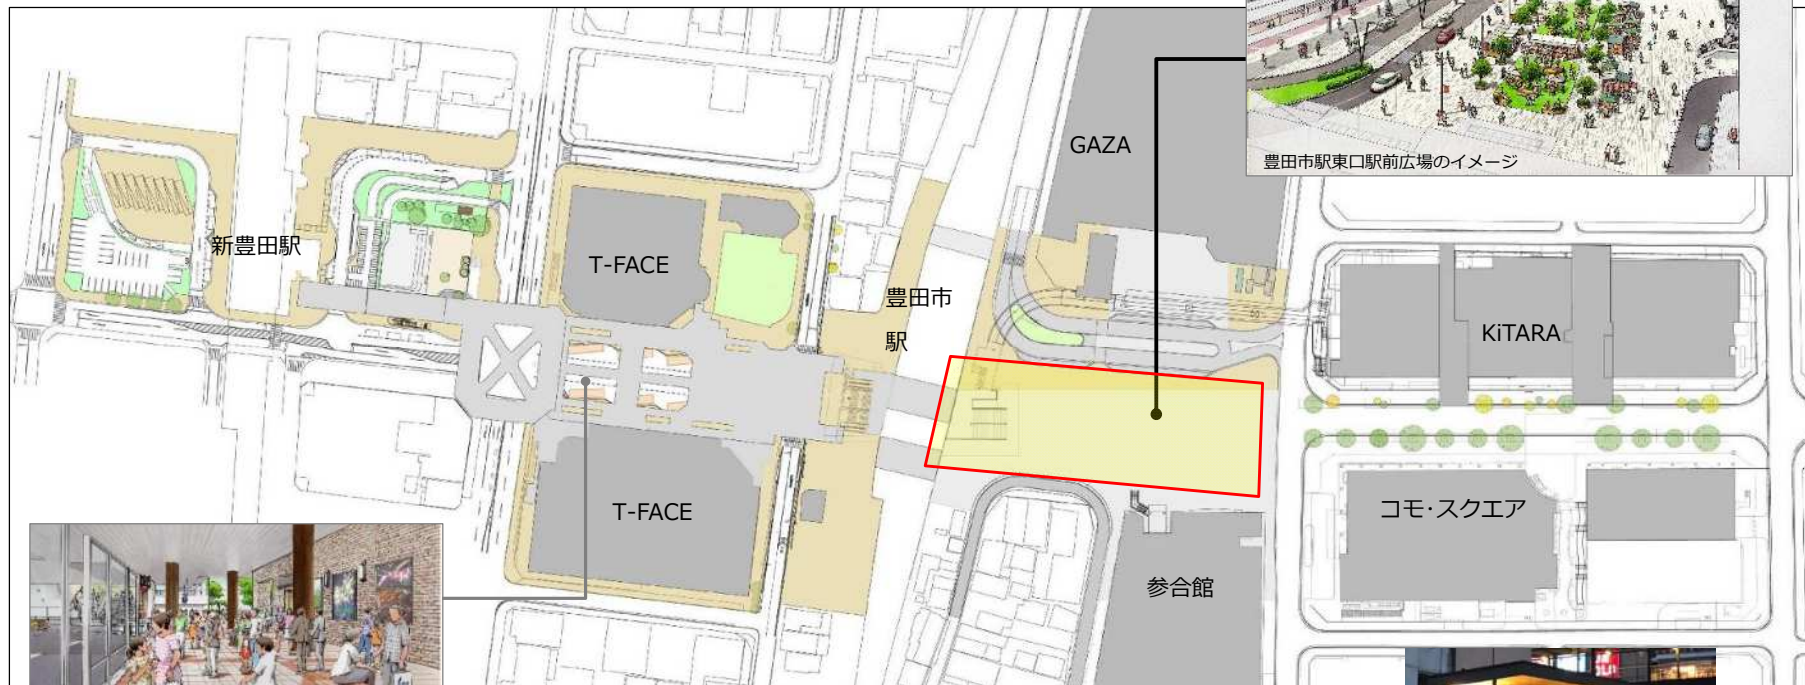 GAZA
豊田市駅東口駅前広場のイメージ
新豊田駅
T-FACE
豊田市
駅
KiTARA
T-FACE
コモ・スクエア
参合館